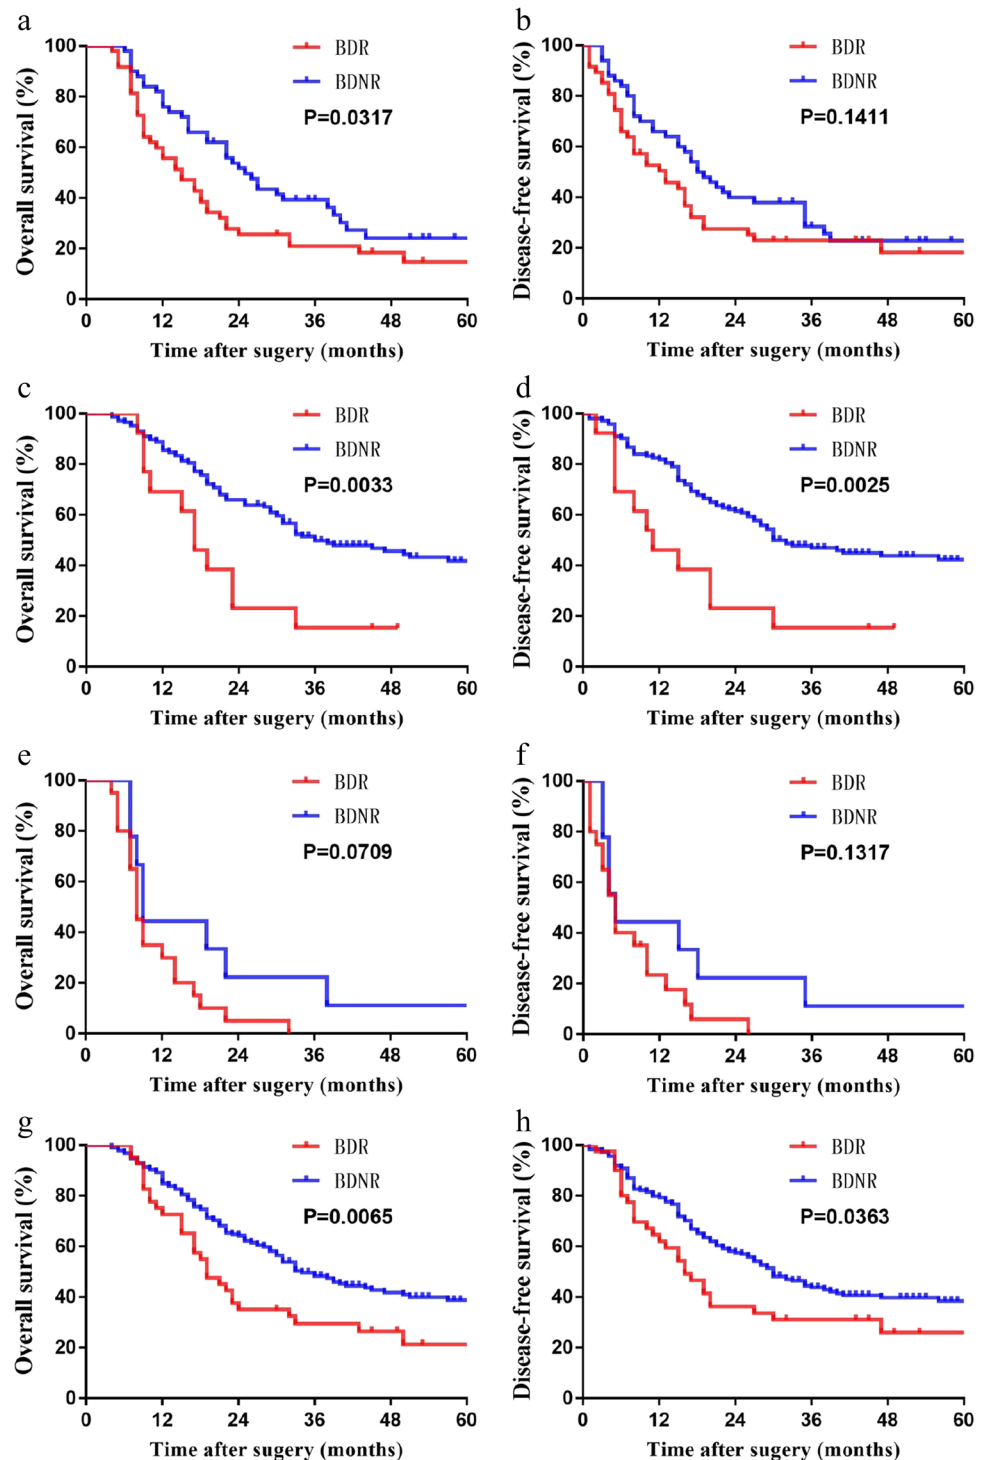 a
Overall survival (%)
100
80
60
40
20
0
BDR
BDNR
P=0.0317
0 12 24 36 48 60
Time after sugery (months)
b
Disease-free survival (%)
100
80
60
40
20
0
BDR
BDNR
P=0.1411
0 12 24 36 48 60
Time after sugery (months)
c
Overall survival (%)
100
80
60
40
20
0
BDR
BDNR
P=0.0033
0 12 24 36 48 60
Time after sugery (months)
d
Disease-free survival (%)
100
80
60
40
20
0
BDR
BDNR
P=0.0025
0 12 24 36 48 60
Time after sugery (months)
e
Overall survival (%)
100
80
60
40
20
0
BDR
BDNR
P=0.0709
0 12 24 36 48 60
Time after sugery (months)
f
Disease-free survival (%)
100
80
60
40
20
0
BDR
BDNR
P=0.1317
0 12 24 36 48 60
Time after sugery (months)
g
Overall survival (%)
100
80
60
40
20
0
BDR
BDNR
P=0.0065
0 12 24 36 48 60
Time after sugery (months)
h
Disease-free survival (%)
100
80
60
40
20
0
BDR
BDNR
P=0.0363
0 12 24 36 48 60
Time after sugery (months)